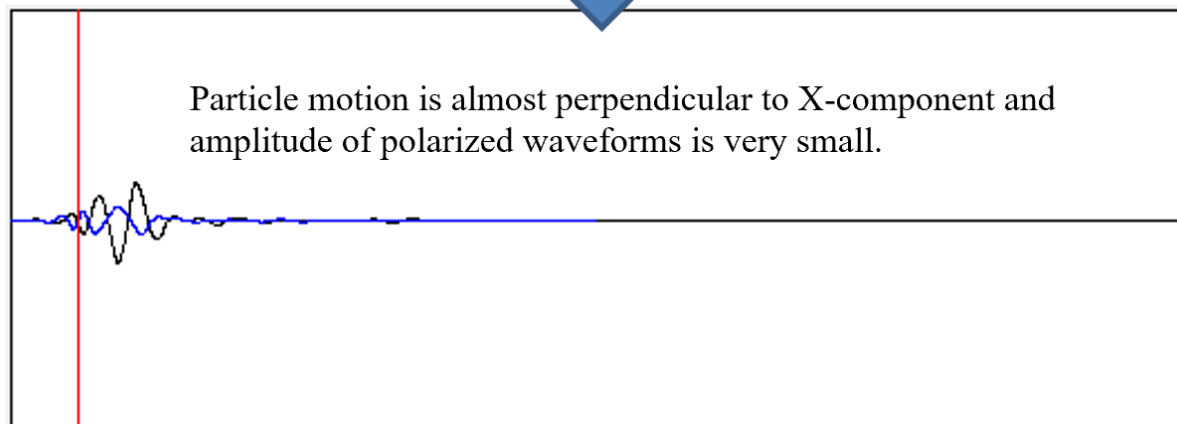 Particle motion is almost perpendicular to X-component and
amplitude of polarized waveforms is very small.